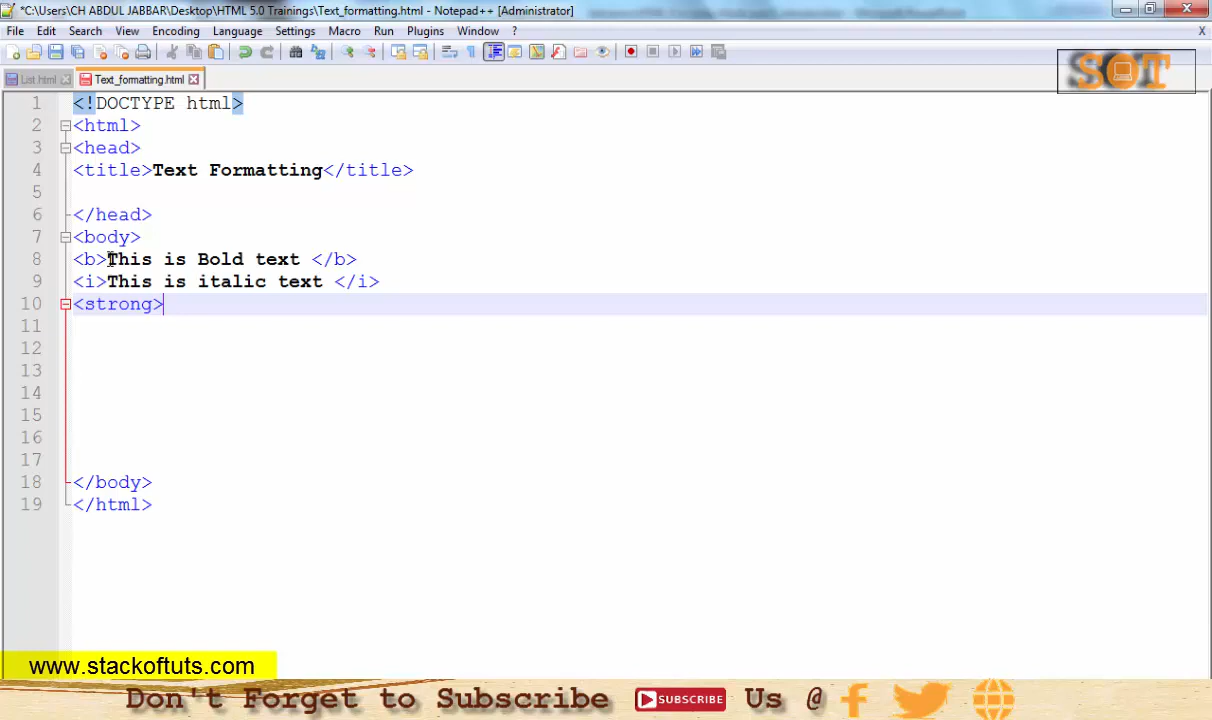 *C:\Users\CH ABDUL JABBAR\Desktop\HTML 5.0 Trainings\Text_formatting.html - Notepad++ [Administrator]
File Edit Search View Encoding Language Settings Macro Run Plugins Window ? X
List html Text_formatting.html
SOT
1 <!DOCTYPE html>
2 <html>
3 <head>
4 <title>Text Formatting</title>
5
6 </head>
7 <body>
8 <b>This is Bold text </b>
9 <i>This is italic text </i>
10 <strong>
11
12
13
14
15
16
17
18 </body>
19 </html>
www.stackoftuts.com
Don't Forget to Subscribe SUBSCRIBE Us @